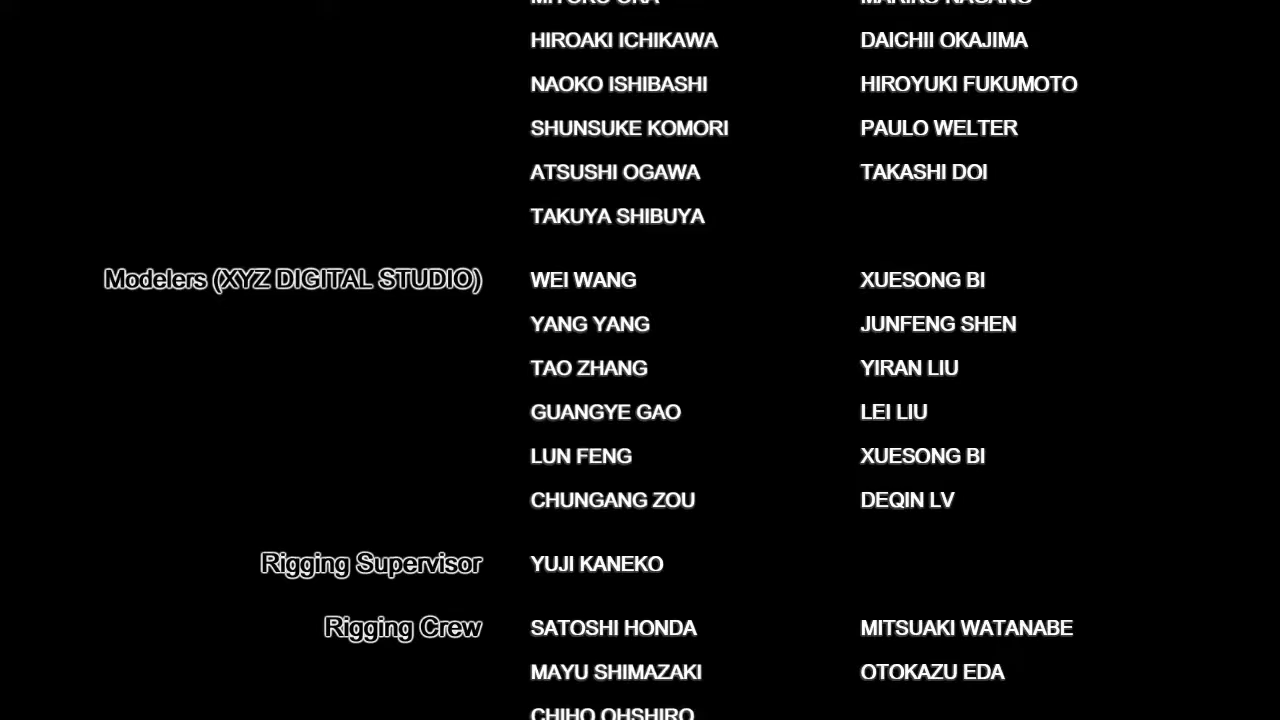 HIROAKI ICHIKAWA DAICHII OKAJIMA
NAOKO ISHIBASHI HIROYUKI FUKUMOTO
SHUNSUKE KOMORI PAULO WELTER
ATSUSHI OGAWA TAKASHI DOI
TAKUYA SHIBUYA
Modelers (XYZ DIGITAL STUDIO) WEI WANG XUESONG BI
YANG YANG JUNFENG SHEN
TAO ZHANG YIRAN LIU
GUANGYE GAO LEI LIU
LUN FENG XUESONG BI
CHUNGANG ZOU DEQIN LV
Rigging Supervisor YUJI KANEKO
Rigging Crew SATOSHI HONDA MITSUAKI WATANABE
MAYU SHIMAZAKI OTOKAZU EDA
CHIHO OHSHIRO